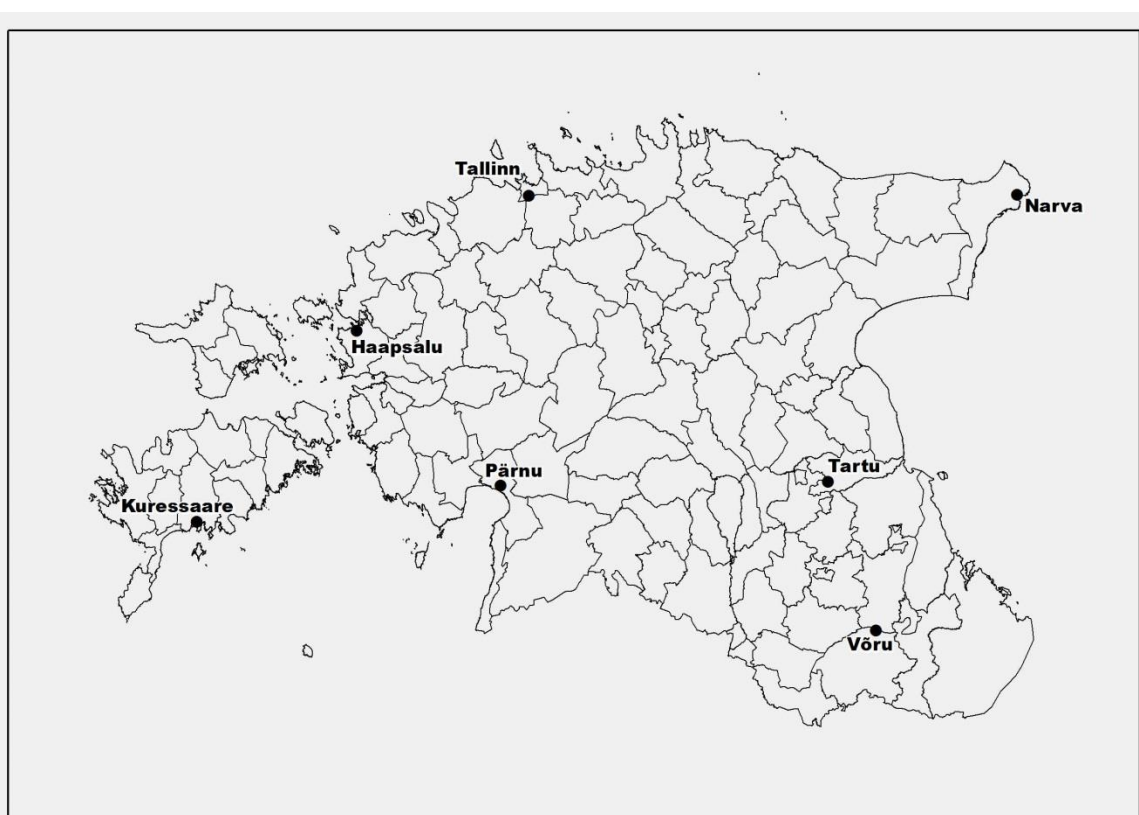 Tallinn
Narva
Haapsalu
Tartu
Pärnu
Kuressaare
Võru